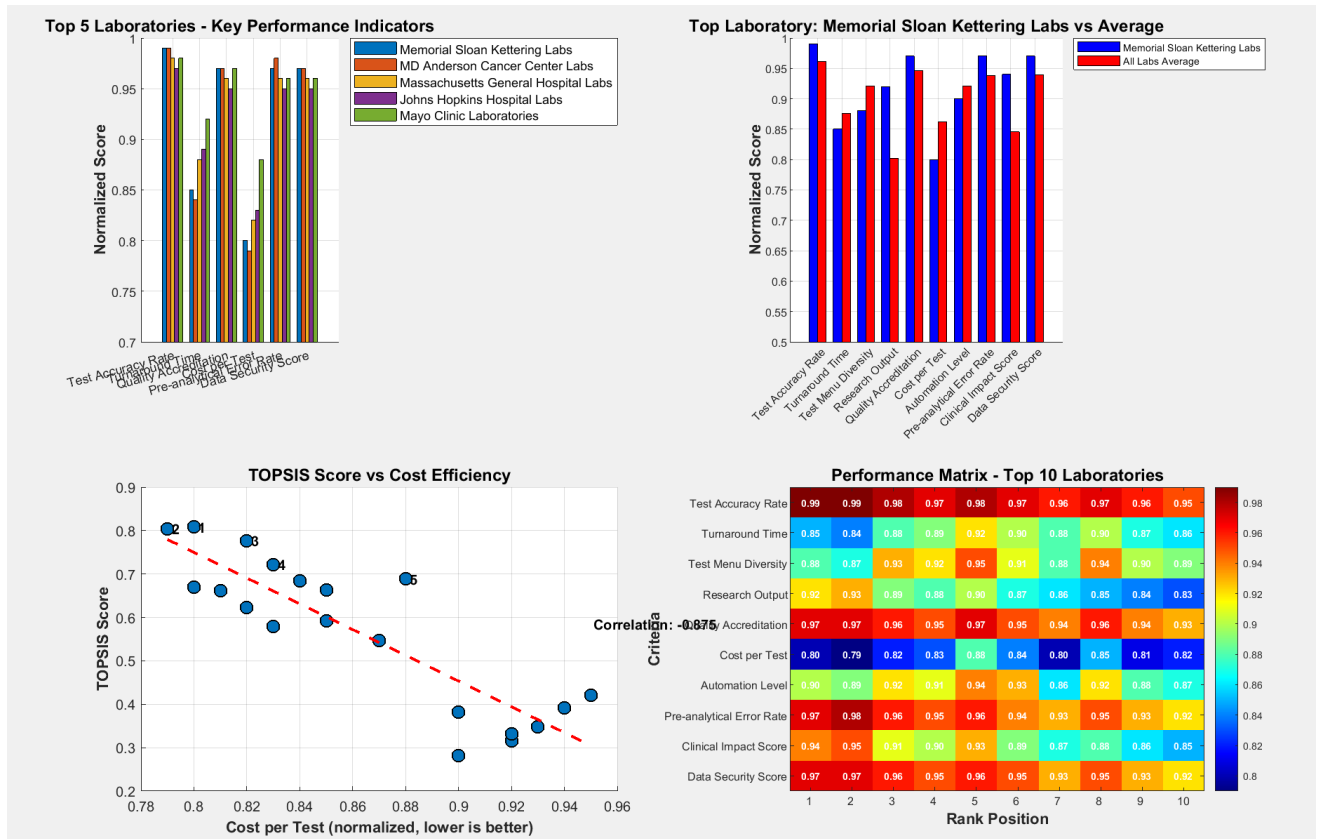 Top 5 Laboratories - Key Performance Indicators
Normalized Score
1
0.95
0.9
0.85
0.8
0.75
0.7
Test Accuracy Rate
Turnaround Time
Quality Accreditation
Cost per Test
Pre-analytical Error Rate
Data Security Score
Memorial Sloan Kettering Labs
MD Anderson Cancer Center Labs
Massachusetts General Hospital Labs
Johns Hopkins Hospital Labs
Mayo Clinic Laboratories
Top Laboratory: Memorial Sloan Kettering Labs vs Average
Normalized Score
1
0.95
0.9
0.85
0.8
0.75
0.7
0.65
0.6
0.55
0.5
Test Accuracy Rate
Turnaround Time
Test Menu Diversity
Research Output
Quality Accreditation
Cost per Test
Automation Level
Pre-analytical Error Rate
Clinical Impact Score
Data Security Score
Memorial Sloan Kettering Labs
All Labs Average
TOPSIS Score vs Cost Efficiency
TOPSIS Score
0.9
0.8
0.7
0.6
0.5
0.4
0.3
0.2
2
1
3
4
5
Correlation: -0.875
0.78 0.8 0.82 0.84 0.86 0.88 0.9 0.92 0.94 0.96
Cost per Test (normalized, lower is better)
Performance Matrix - Top 10 Laboratories
Criteria
Test Accuracy Rate 0.99 0.99 0.98 0.97 0.98 0.97 0.96 0.97 0.96 0.95
Turnaround Time 0.85 0.84 0.88 0.89 0.92 0.90 0.88 0.90 0.87 0.86
Test Menu Diversity 0.88 0.87 0.93 0.92 0.95 0.91 0.88 0.94 0.90 0.89
Research Output 0.92 0.93 0.89 0.88 0.90 0.87 0.86 0.85 0.84 0.83
Accreditation 0.97 0.97 0.96 0.95 0.97 0.95 0.94 0.96 0.94 0.93
Cost per Test 0.80 0.79 0.82 0.83 0.88 0.84 0.80 0.85 0.81 0.82
Automation Level 0.90 0.89 0.92 0.91 0.94 0.93 0.86 0.92 0.88 0.87
Pre-analytical Error Rate 0.97 0.98 0.96 0.95 0.96 0.94 0.93 0.95 0.93 0.92
Clinical Impact Score 0.94 0.95 0.91 0.90 0.93 0.89 0.87 0.88 0.86 0.85
Data Security Score 0.97 0.97 0.96 0.95 0.96 0.95 0.93 0.95 0.93 0.92
1 2 3 4 5 6 7 8 9 10
Rank Position
0.98
0.96
0.94
0.92
0.9
0.88
0.86
0.84
0.82
0.8